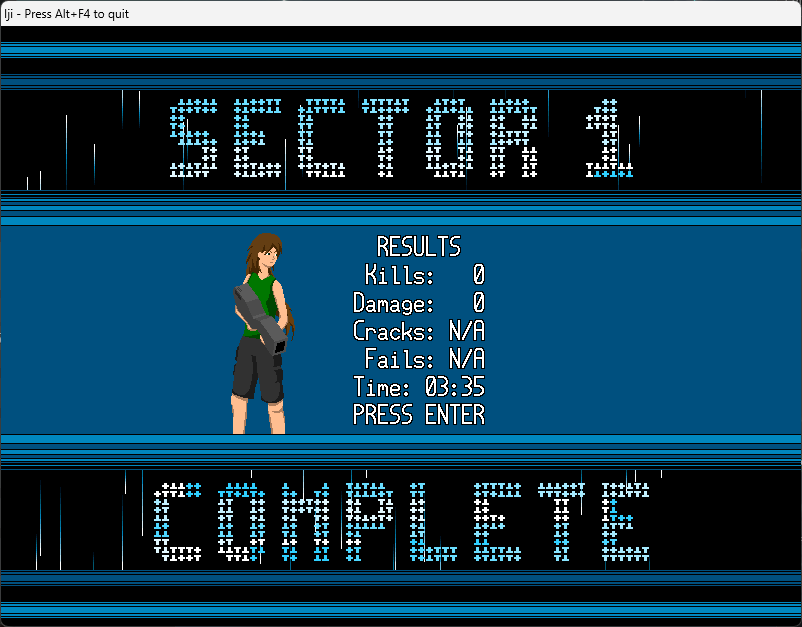 Iji - Press Alt+F4 to quit
SECTOR 1
RESULTS
Kills: 0
Damage: 0
Cracks: N/A
Fails: N/A
Time: 03:35
PRESS ENTER
COMPLETE